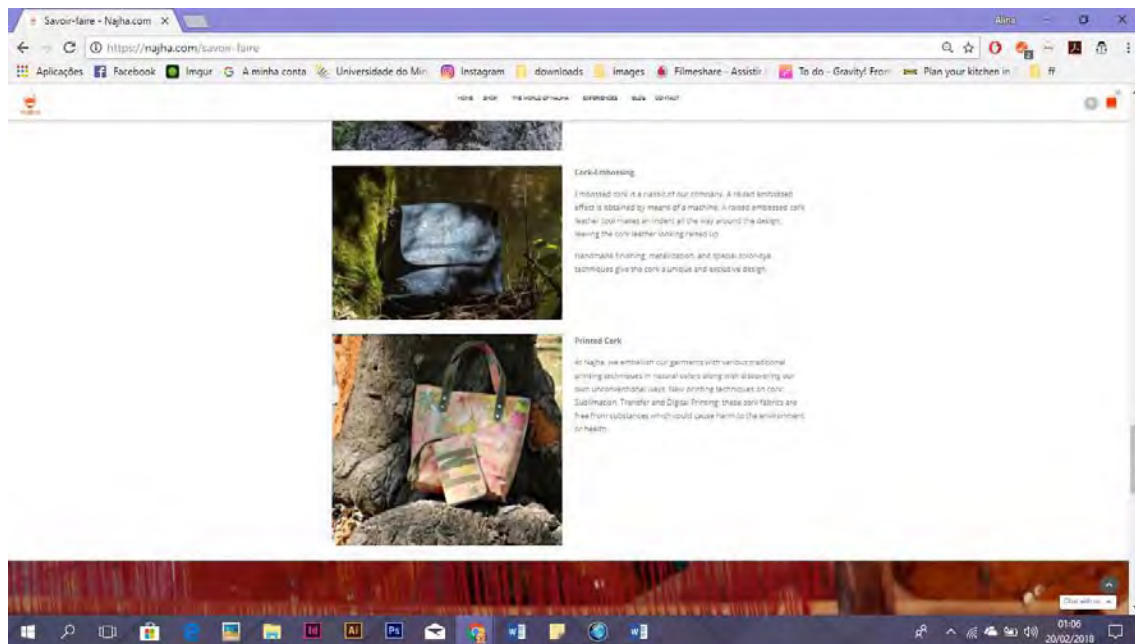 Savoir-faire - Najha.com
Alina
https://najha.com/savoir-faire
Aplicações Facebook Imgur A minha conta Universidade do Min Instagram downloads images Filmeshare - Assistir To do - Gravity! From Plan your kitchen in ff
HOME SHOP THE WORLD OF NAJHA EXPERIENCES BLOG CONTACT
Cork-Embossing
Embossed cork is a classic of our company. A raised embossed
effect is obtained by means of a machine. A raised embossed cork
leather tool makes an indent all the way around the design,
leaving the cork leather looking raised up.
Handmade finishing, metallization, and special color-dye
techniques give the cork a unique and exclusive design.
Printed Cork
At Najha, we embellish our garments with various traditional
printing techniques in natural colors along with discovering our
own unconventional ways. New printing techniques on cork:
Sublimation, Transfer and Digital Printing: these cork fabrics are
free from substances which could cause harm to the environment
or health.
Chat with us
Id Ai Ps
01:06
20/02/2018